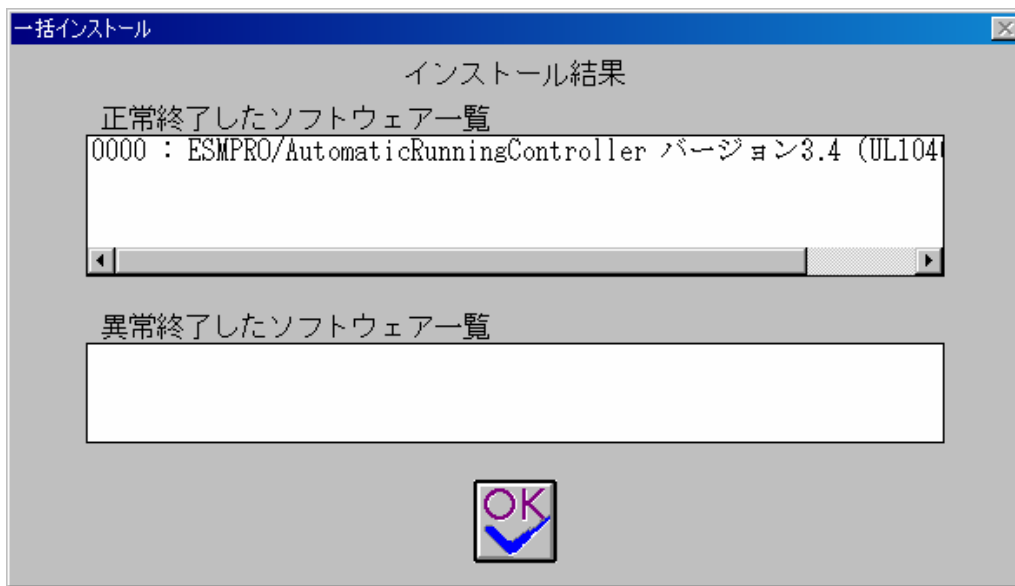 一括インストール
インストール結果
正常終了したソフトウェア一覧
0000 : ESMPRO/AutomaticRunningController バージョン3.4 (UL104
異常終了したソフトウェア一覧
OK